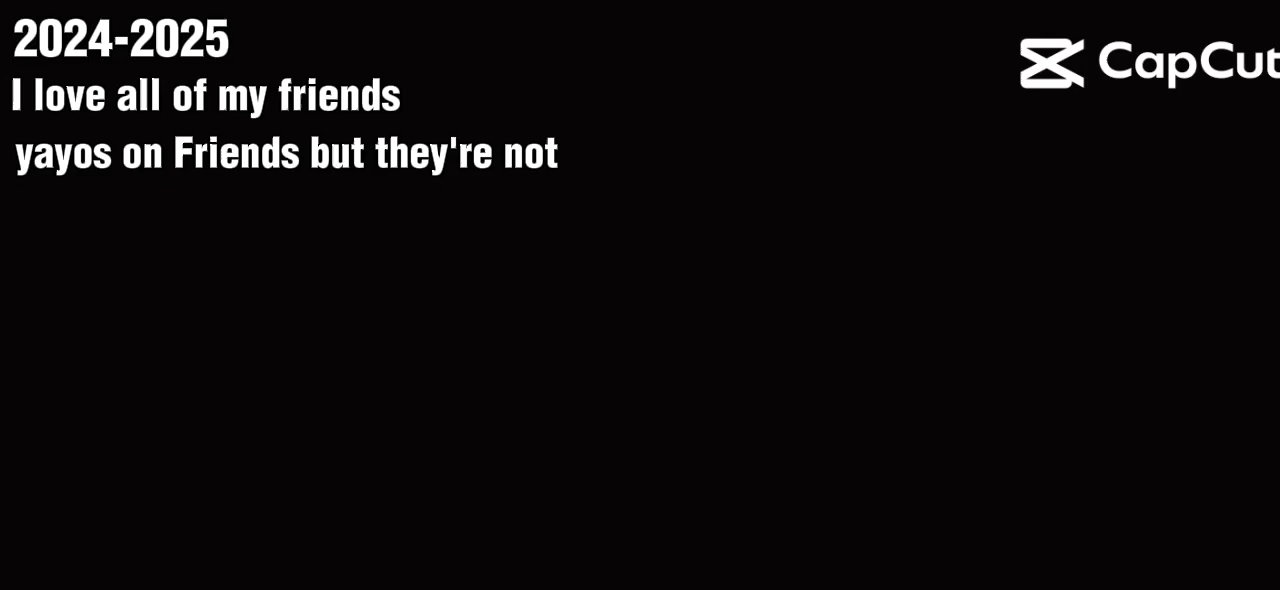 2024-2025
CapCut
I love all of my friends
yayos on Friends but they're not